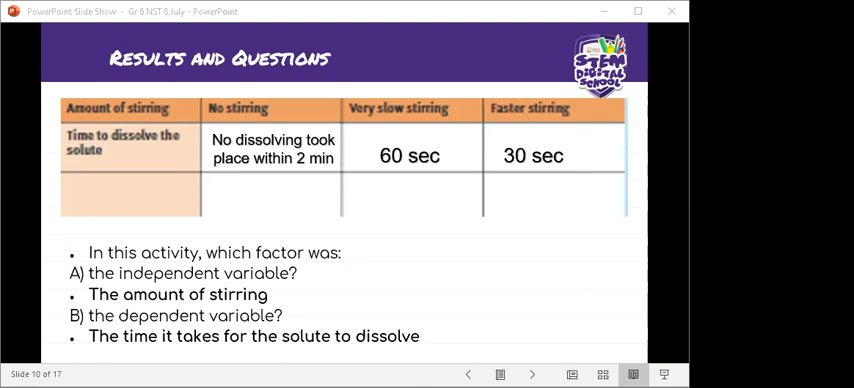 PowerPoint Slide Show - Gr 6 NST 8 July - PowerPoint
RESULTS AND QUESTIONS
STEM
DIGITAL
SCHOOL
Amount of stirring No stirring Very slow stirring Faster stirring
Time to dissolve the
solute
No dissolving took
place within 2 min
60 sec
30 sec
• In this activity, which factor was:
A) the independent variable?
• The amount of stirring
B) the dependent variable?
• The time it takes for the solute to dissolve
Slide 10 of 17